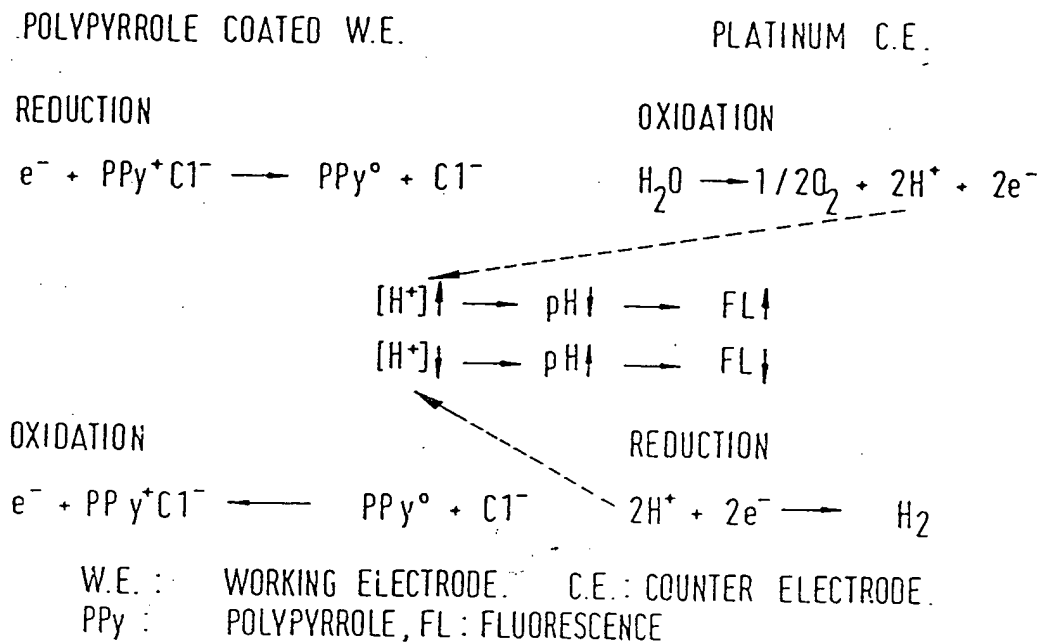 POLYPYRROLE COATED W.E. PLATINUM C.E.
REDUCTION OXIDATION
e⁻ + PPy⁺Cl⁻ → PPy° + Cl⁻ H₂O → 1/2O₂ + 2H⁺ + 2e⁻
[H⁺]↑ → pH↓ → FL↑
[H⁺]↓ → pH↑ → FL↓
OXIDATION REDUCTION
e⁻ + PPy⁺Cl⁻ ← PPy° + Cl⁻ 2H⁺ + 2e⁻ → H₂
W.E.: WORKING ELECTRODE. C.E.: COUNTER ELECTRODE.
PPy: POLYPYRROLE, FL: FLUORESCENCE